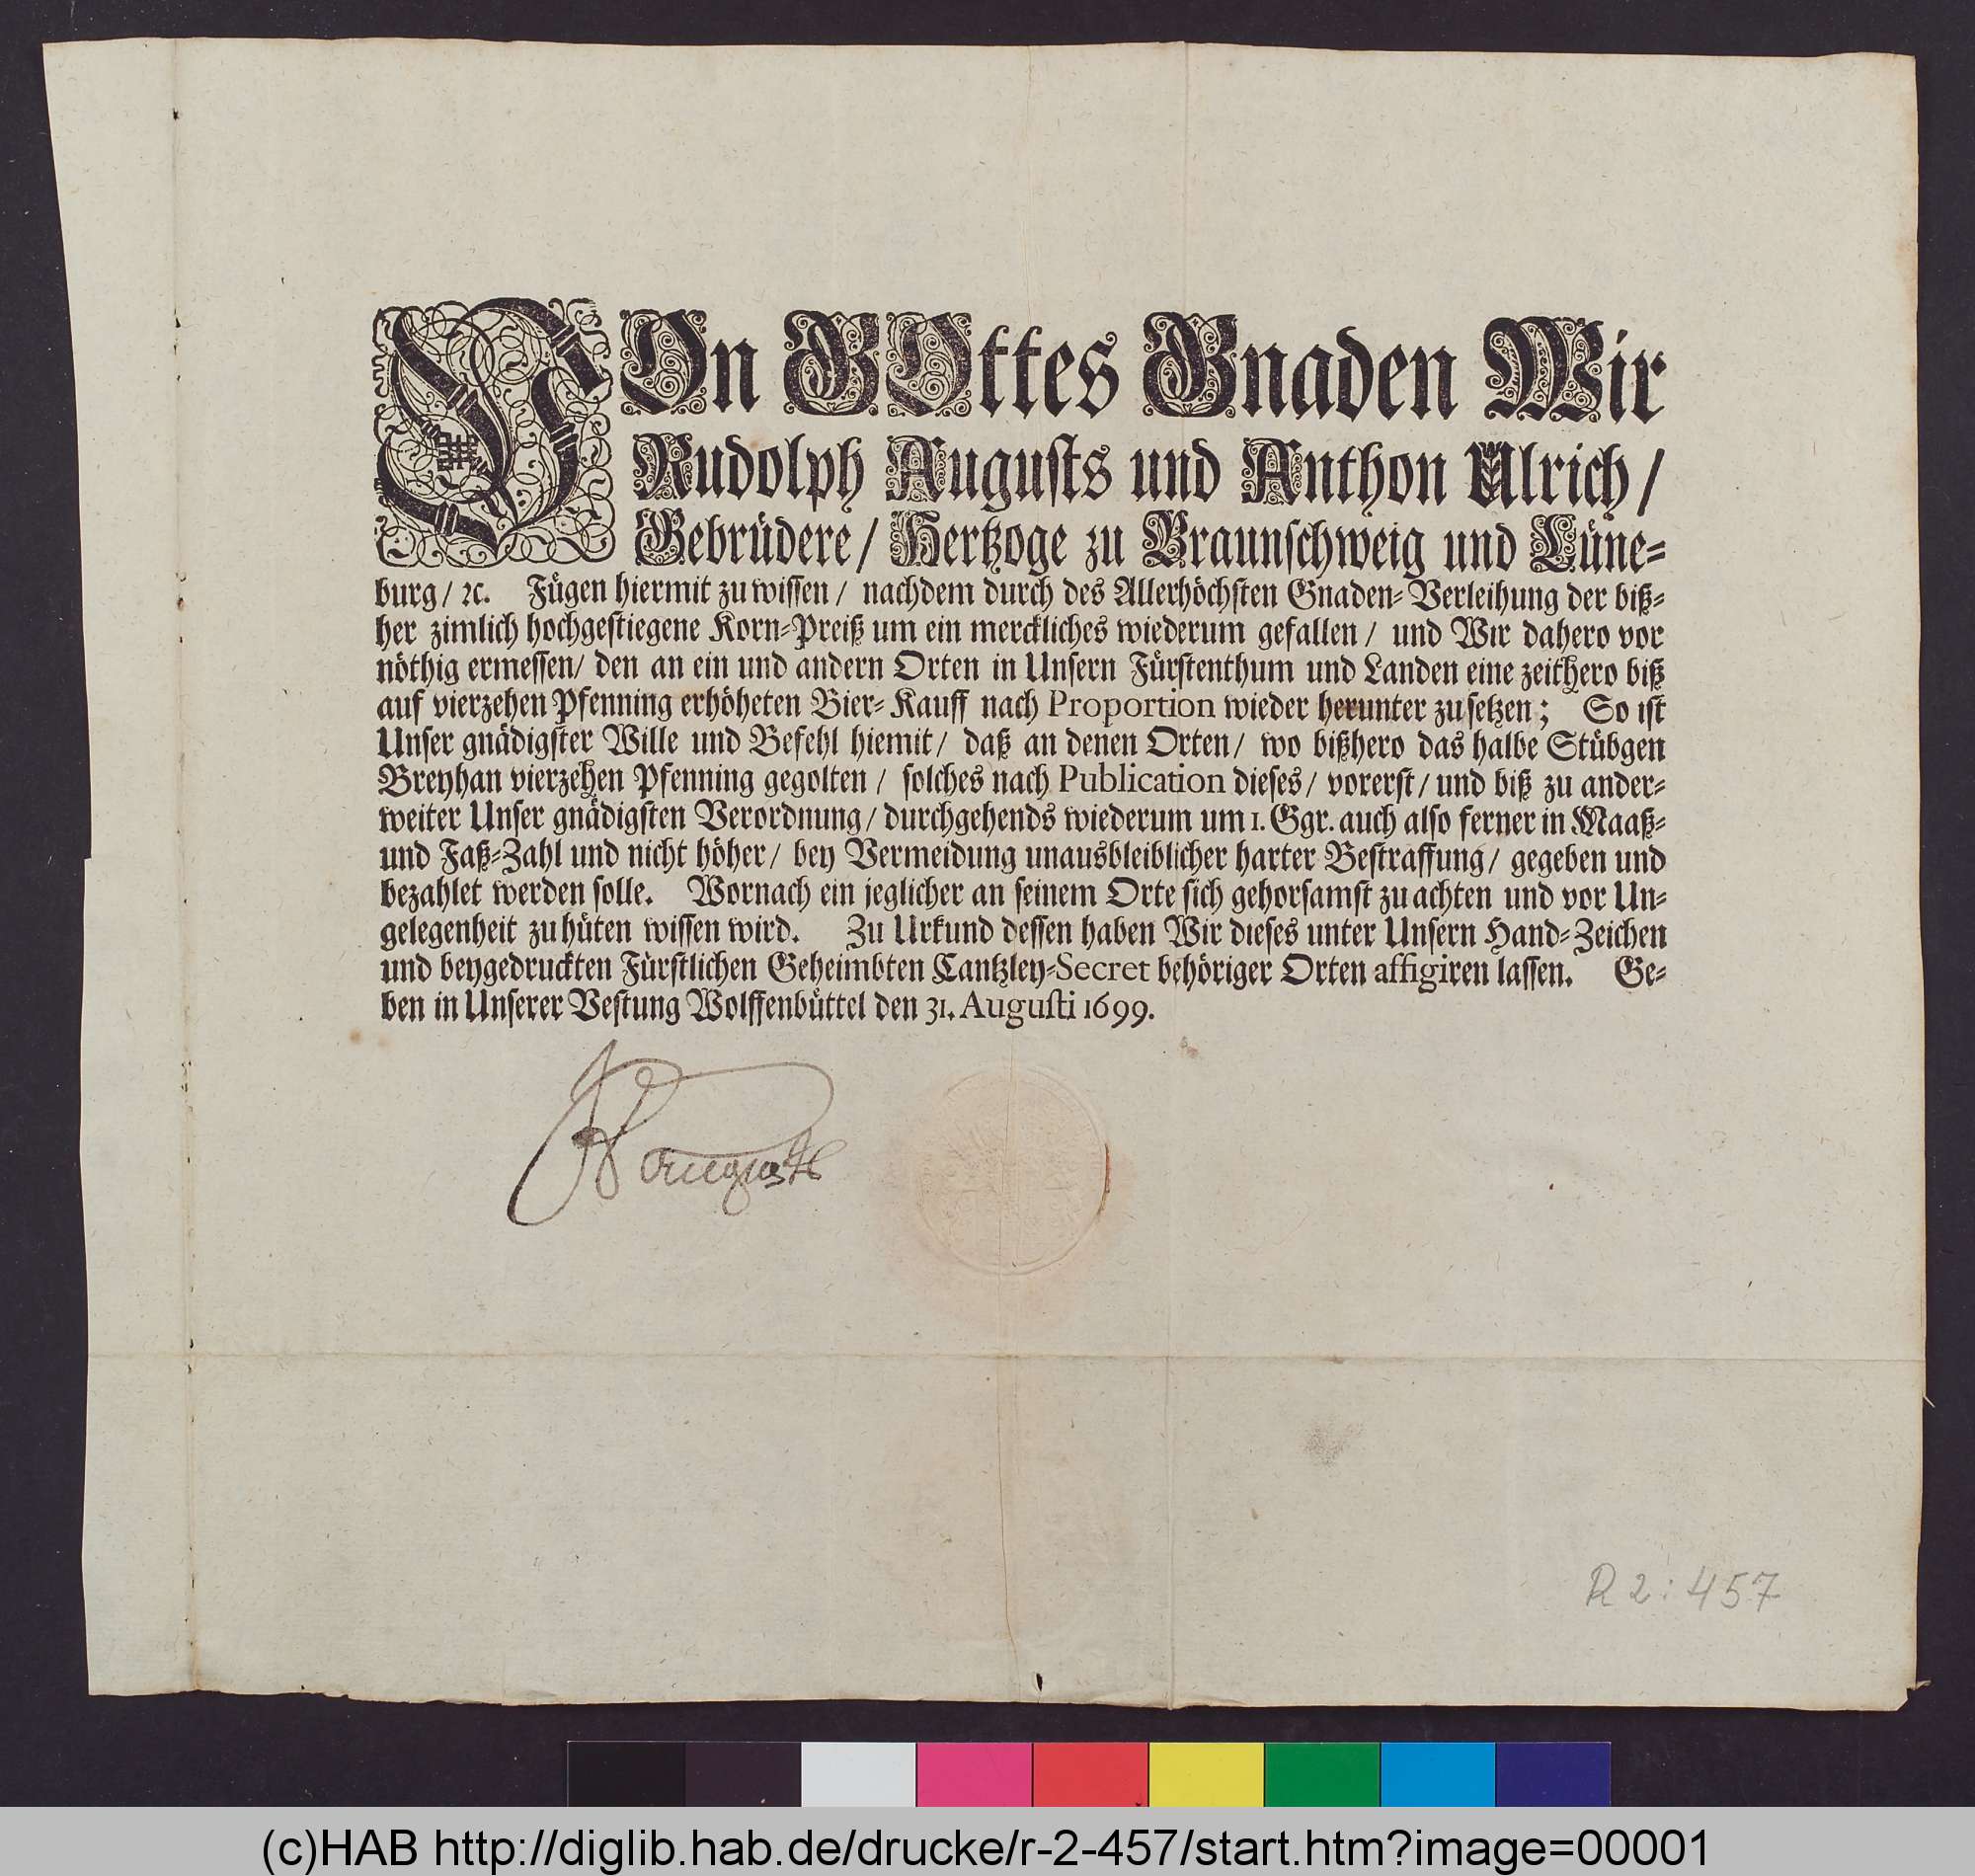 VOn GOttes Gnaden Wir
Rudolph Augusts und Anthon Ulrich /
Gebrüdere / Hertzoge zu Braunschweig und Lüne-
burg / ꝛc. Fügen hiermit zu wissen / nachdem durch des Allerhöchsten Gnaden-Verleihung der biß-
her zimlich hochgestiegene Korn-Preiß um ein merckliches wiederum gefallen / und Wir dahero vor
nöthig ermessen / den an ein und andern Orten in Unsern Fürstenthum und Landen eine zeithero biß
auf vierzehen Pfenning erhöheten Bier-Kauff nach Proportion wieder herunter zu setzen; So ist
Unser gnädigster Wille und Befehl hiemit / daß an denen Orten / wo bißhero das halbe Stübgen
Breyhan vierzehen Pfenning gegolten / solches nach Publication dieses / vorerst / und biß zu ander-
weiter Unser gnädigsten Verordnung / durchgehends wiederum um 1. Ggr. auch also ferner in Maaß-
und Faß-Zahl und nicht höher / bey Vermeidung unausbleiblicher harter Bestraffung / gegeben und
bezahlet werden solle. Wornach ein jeglicher an seinem Orte sich gehorsamst zu achten und vor Un-
gelegenheit zu hüten wissen wird. Zu Urkund dessen haben Wir dieses unter Unsern Hand-Zeichen
und beygedruckten Fürstlichen Geheimbten Cantzley-Secret behöriger Orten affigiren lassen. Ge-
ben in Unserer Vestung Wolffenbüttel den 31. Augusti 1699.
R 2 : 457
(c)HAB http://diglib.hab.de/drucke/r-2-457/start.htm?image=00001